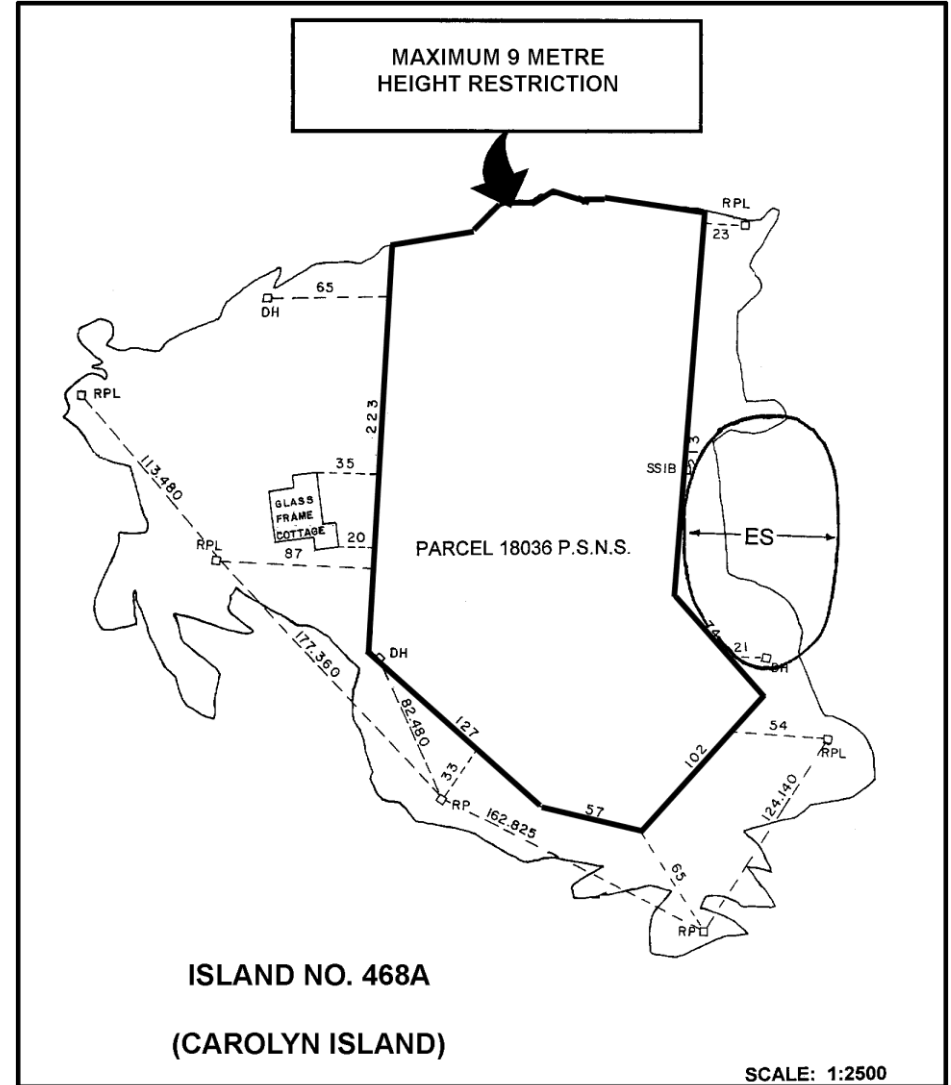 MAXIMUM 9 METRE
HEIGHT RESTRICTION
RPL
23
65
DH
RPL
223
113.480
35
3
SSIB
GLASS
FRAME
COTTAGE
20
ES
PARCEL 18036 P.S.N.S.
RPL
87
74
21
DH
DH
177.360
82.480
127
33
54
RPL
102
RP
162.825
57
124.140
65
RP
ISLAND NO. 468A
(CAROLYN ISLAND)
SCALE: 1:2500